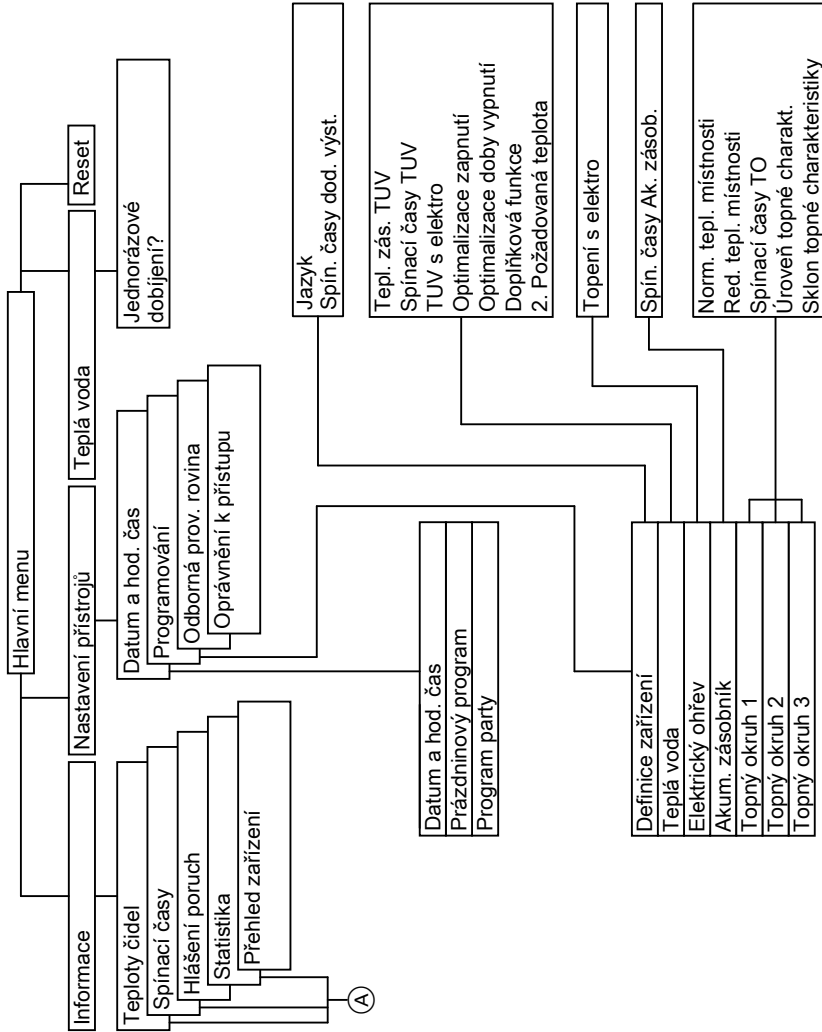 Hlavní menu
Informace
Nastavení přístrojů
Teplá voda
Reset
Teploty čidel
Spínací časy
Hlášení poruch
Statistika
Přehled zařízení
A
Datum a hod. čas
Programování
Odborná prov. rovina
Oprávnění k přístupu
Jednorázové
dobíjení?
Datum a hod. čas
Prázdninový program
Program party
Definice zařízení
Teplá voda
Elektrický ohřev
Akum. zásobník
Topný okruh 1
Topný okruh 2
Topný okruh 3
Jazyk
Spín. časy dod. výst.
Tepl. zás. TUV
Spínací časy TUV
TUV s elektro
Optimalizace zapnutí
Optimalizace doby vypnutí
Doplňková funkce
2. Požadovaná teplota
Topení s elektro
Spín. časy Ak. zásob.
Norm. tepl. místnosti
Red. tepl. místnosti
Spínací časy TO
Úroveň topné charakt.
Sklon topné charakteristiky